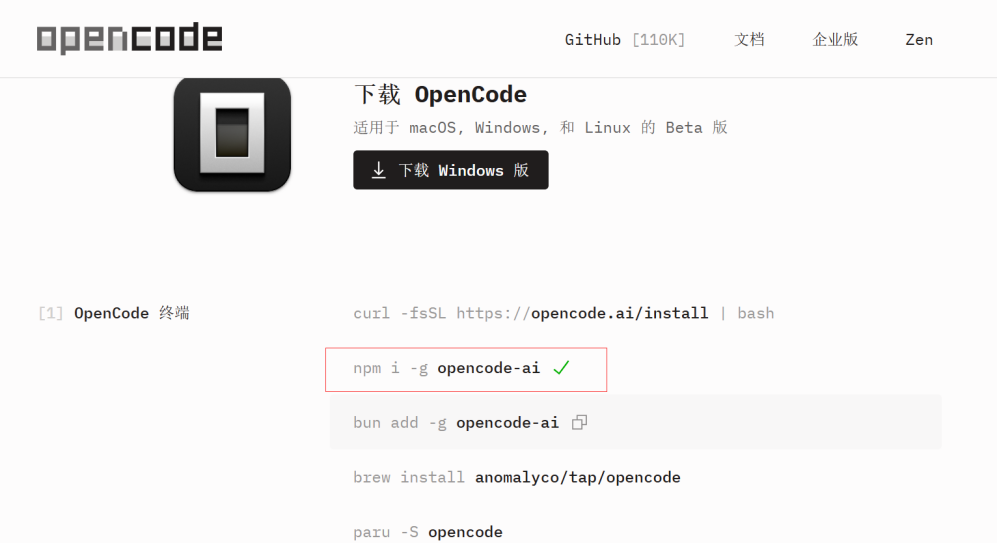 opencode
GitHub [110K] 文档 企业版 Zen
下载 OpenCode
适用于 macOS, Windows, 和 Linux 的 Beta 版
下载 Windows 版
[1] OpenCode 终端
curl -fsSL https://opencode.ai/install | bash
npm i -g opencode-ai
bun add -g opencode-ai
brew install anomalyco/tap/opencode
paru -S opencode